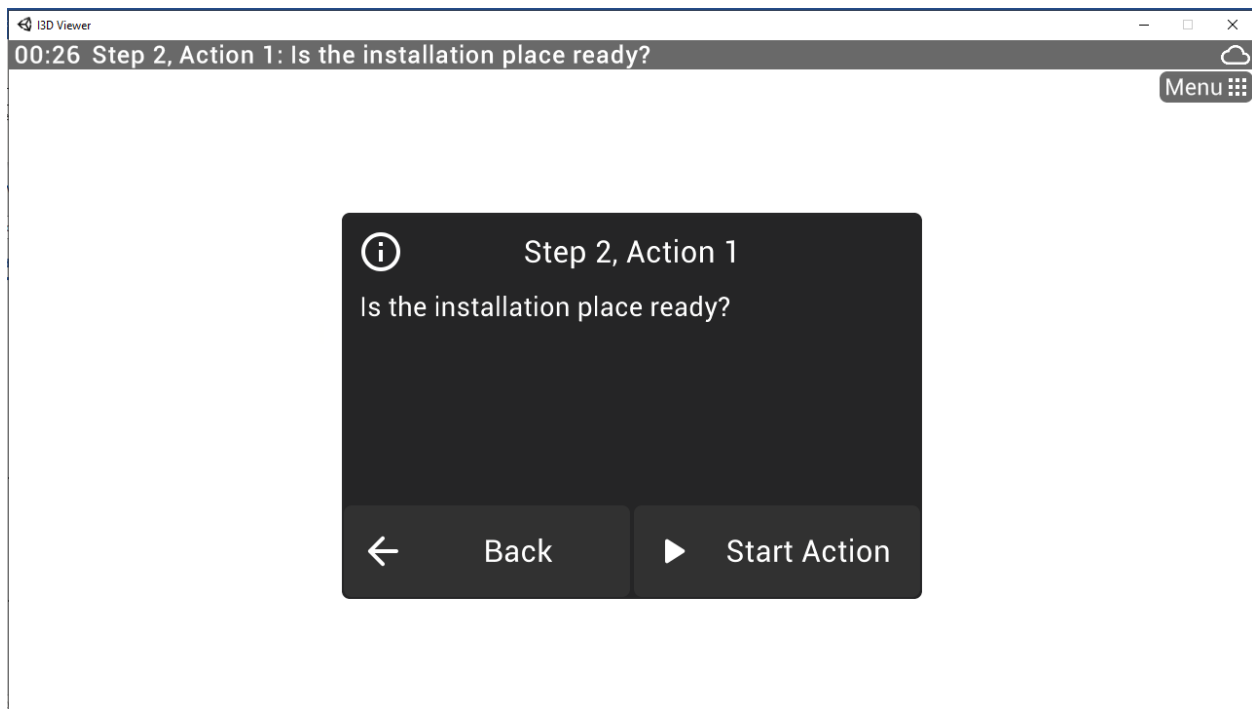 I3D Viewer
00:26 Step 2, Action 1: Is the installation place ready?
Menu
Step 2, Action 1
Is the installation place ready?
Back
Start Action